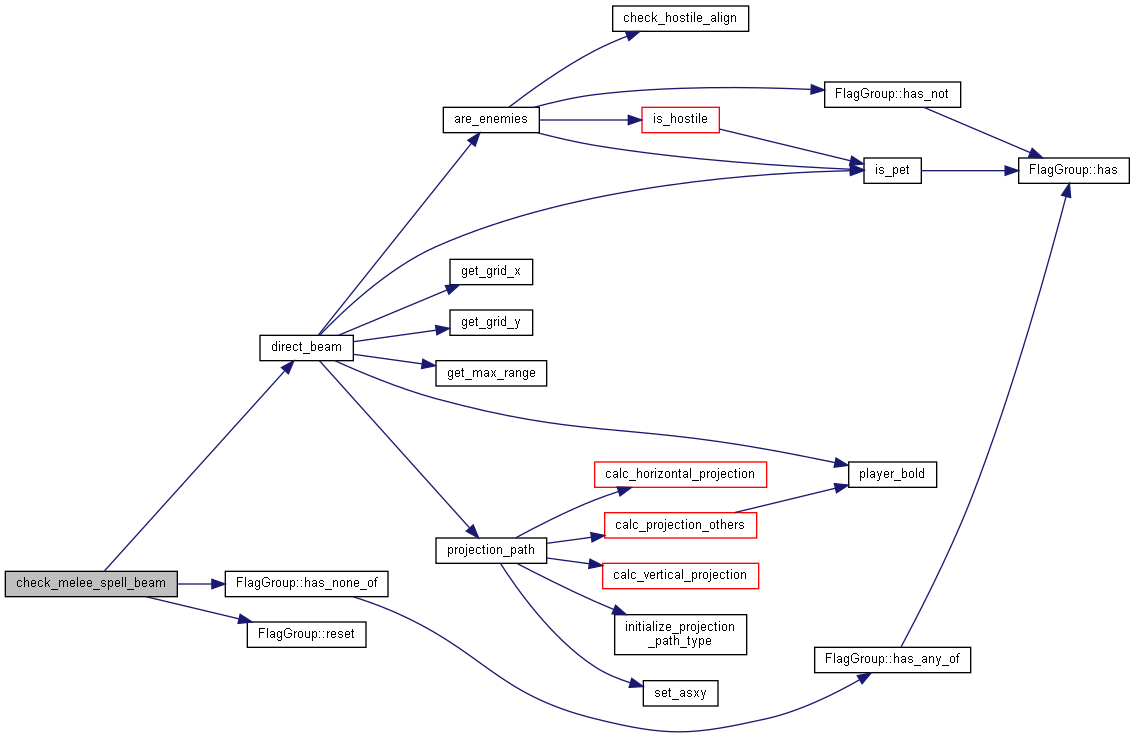 check_hostile_align
FlagGroup::has_not
are_enemies
is_hostile
is_pet
FlagGroup::has
get_grid_x
get_grid_y
direct_beam
get_max_range
calc_horizontal_projection
player_bold
calc_projection_others
projection_path
calc_vertical_projection
check_melee_spell_beam
FlagGroup::has_none_of
FlagGroup::reset
initialize_projection
_path_type
FlagGroup::has_any_of
set_asxy